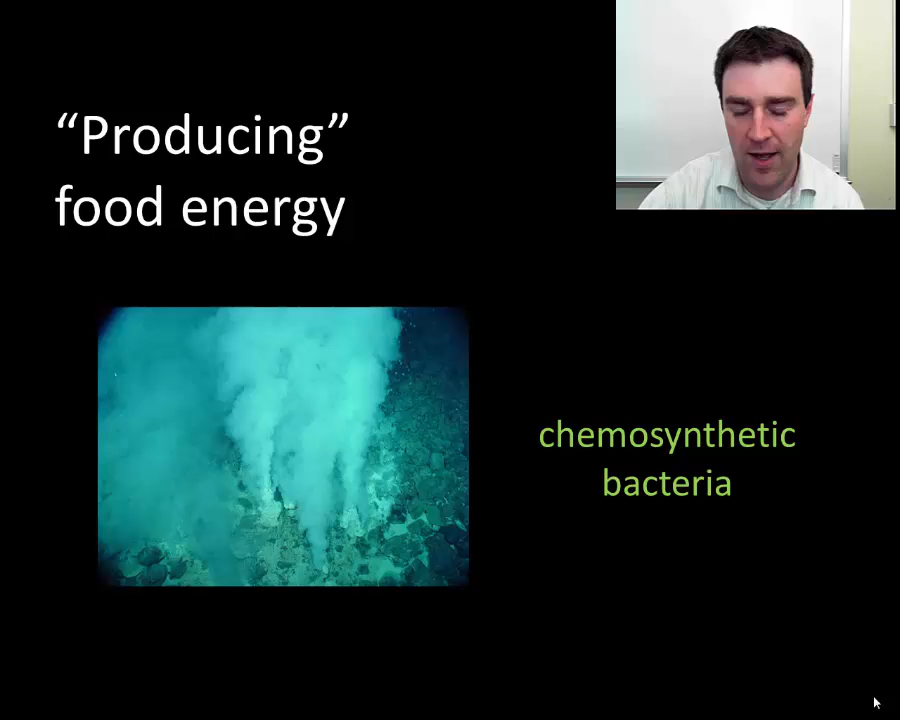 “Producing”
food energy
chemosynthetic
bacteria